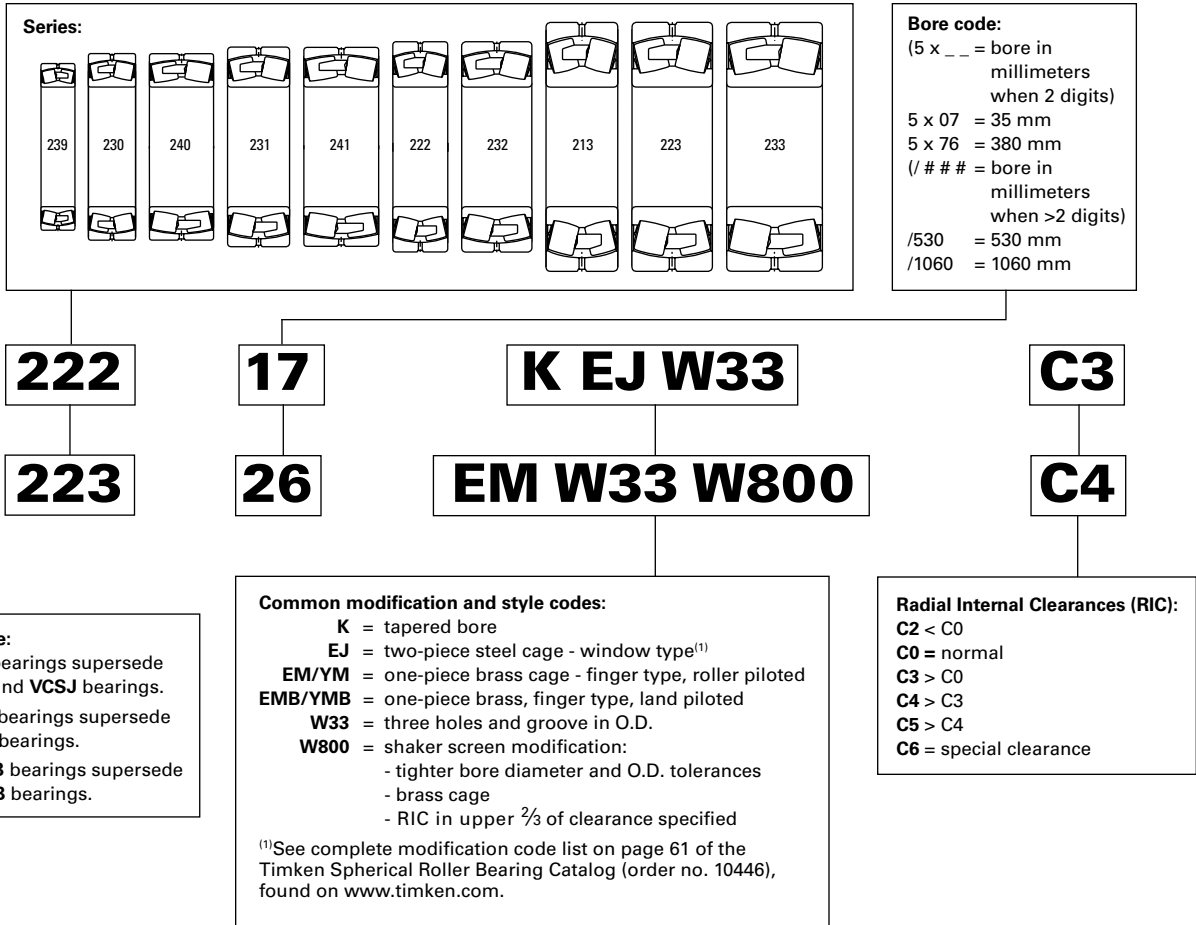 Series:
239 230 240 231 241 222 232 213 223 233
Bore code:
(5 x _ _ = bore in
millimeters
when 2 digits)
5 x 07 = 35 mm
5 x 76 = 380 mm
(/ # # # = bore in
millimeters
when >2 digits)
/530 = 530 mm
/1060 = 1060 mm
222 17 K EJ W33 C3
223 26 EM W33 W800 C4
e:
bearings supersede
nd VCSJ bearings.
bearings supersede
bearings.
B bearings supersede
B bearings.
Common modification and style codes:
K = tapered bore
EJ = two-piece steel cage - window type(1)
EM/YM = one-piece brass cage - finger type, roller piloted
EMB/YMB = one-piece brass, finger type, land piloted
W33 = three holes and groove in O.D.
W800 = shaker screen modification:
- tighter bore diameter and O.D. tolerances
- brass cage
- RIC in upper 2/3 of clearance specified
(1)See complete modification code list on page 61 of the
Timken Spherical Roller Bearing Catalog (order no. 10446),
found on www.timken.com.
Radial Internal Clearances (RIC):
C2 < C0
C0 = normal
C3 > C0
C4 > C3
C5 > C4
C6 = special clearance